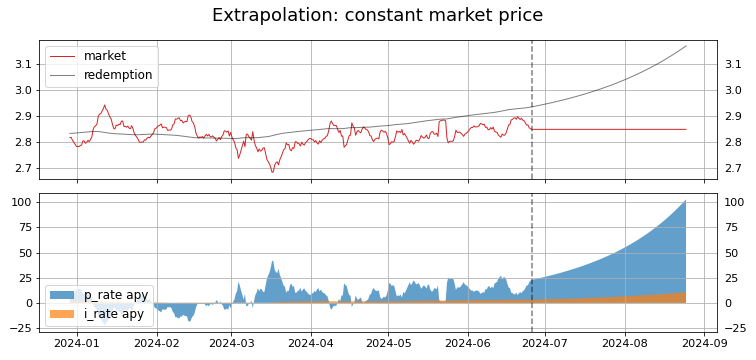 Extrapolation: constant market price
market
redemption
3.1 3.1
3.0 3.0
2.9 2.9
2.8 2.8
2.7 2.7
100 100
75 75
50 50
25 25
0 0
−25 −25
p_rate apy
i_rate apy
2024-01 2024-02 2024-03 2024-04 2024-05 2024-06 2024-07 2024-08 2024-09